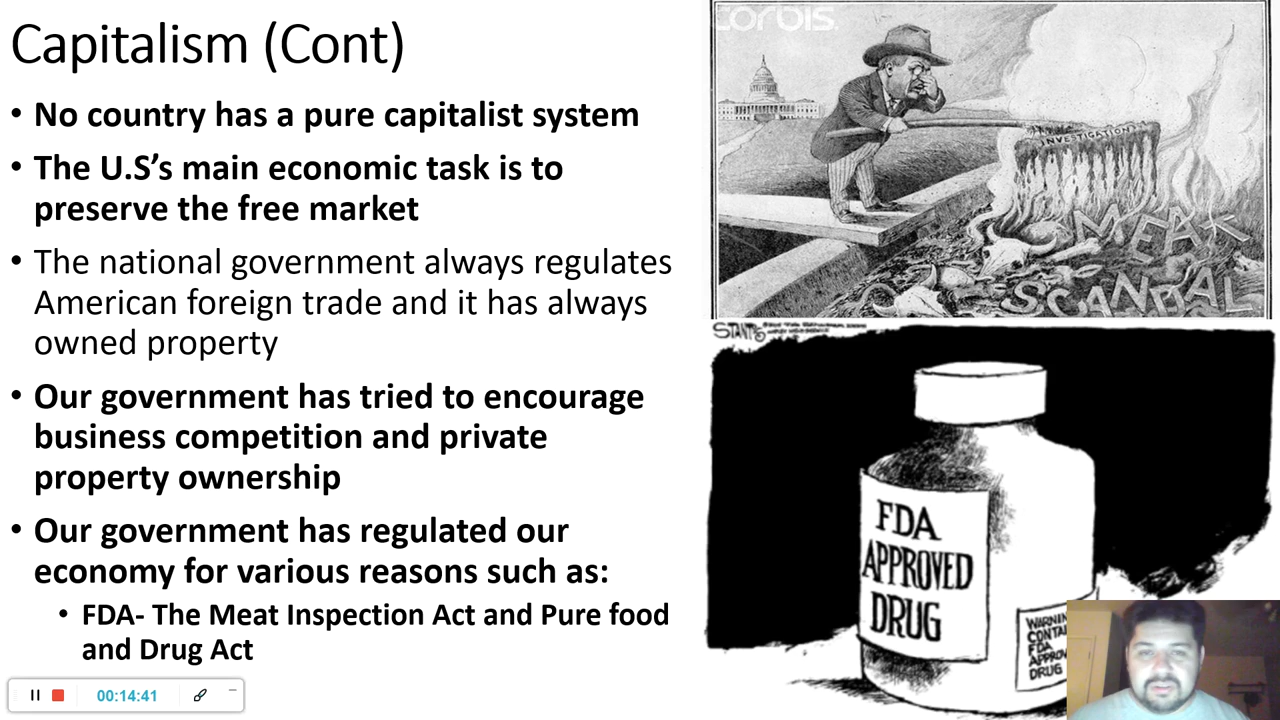 Capitalism (Cont)
• No country has a pure capitalist system
• The U.S's main economic task is to
preserve the free market
• The national government always regulates
American foreign trade and it has always
owned property
• Our government has tried to encourage
business competition and private
property ownership
• Our government has regulated our
economy for various reasons such as:
• FDA- The Meat Inspection Act and Pure food
and Drug Act
00:14:41
corbis.
INVESTIGATION
MEAT
SCANDAL
FDA
APPROVED
DRUG
FDA
DRUG